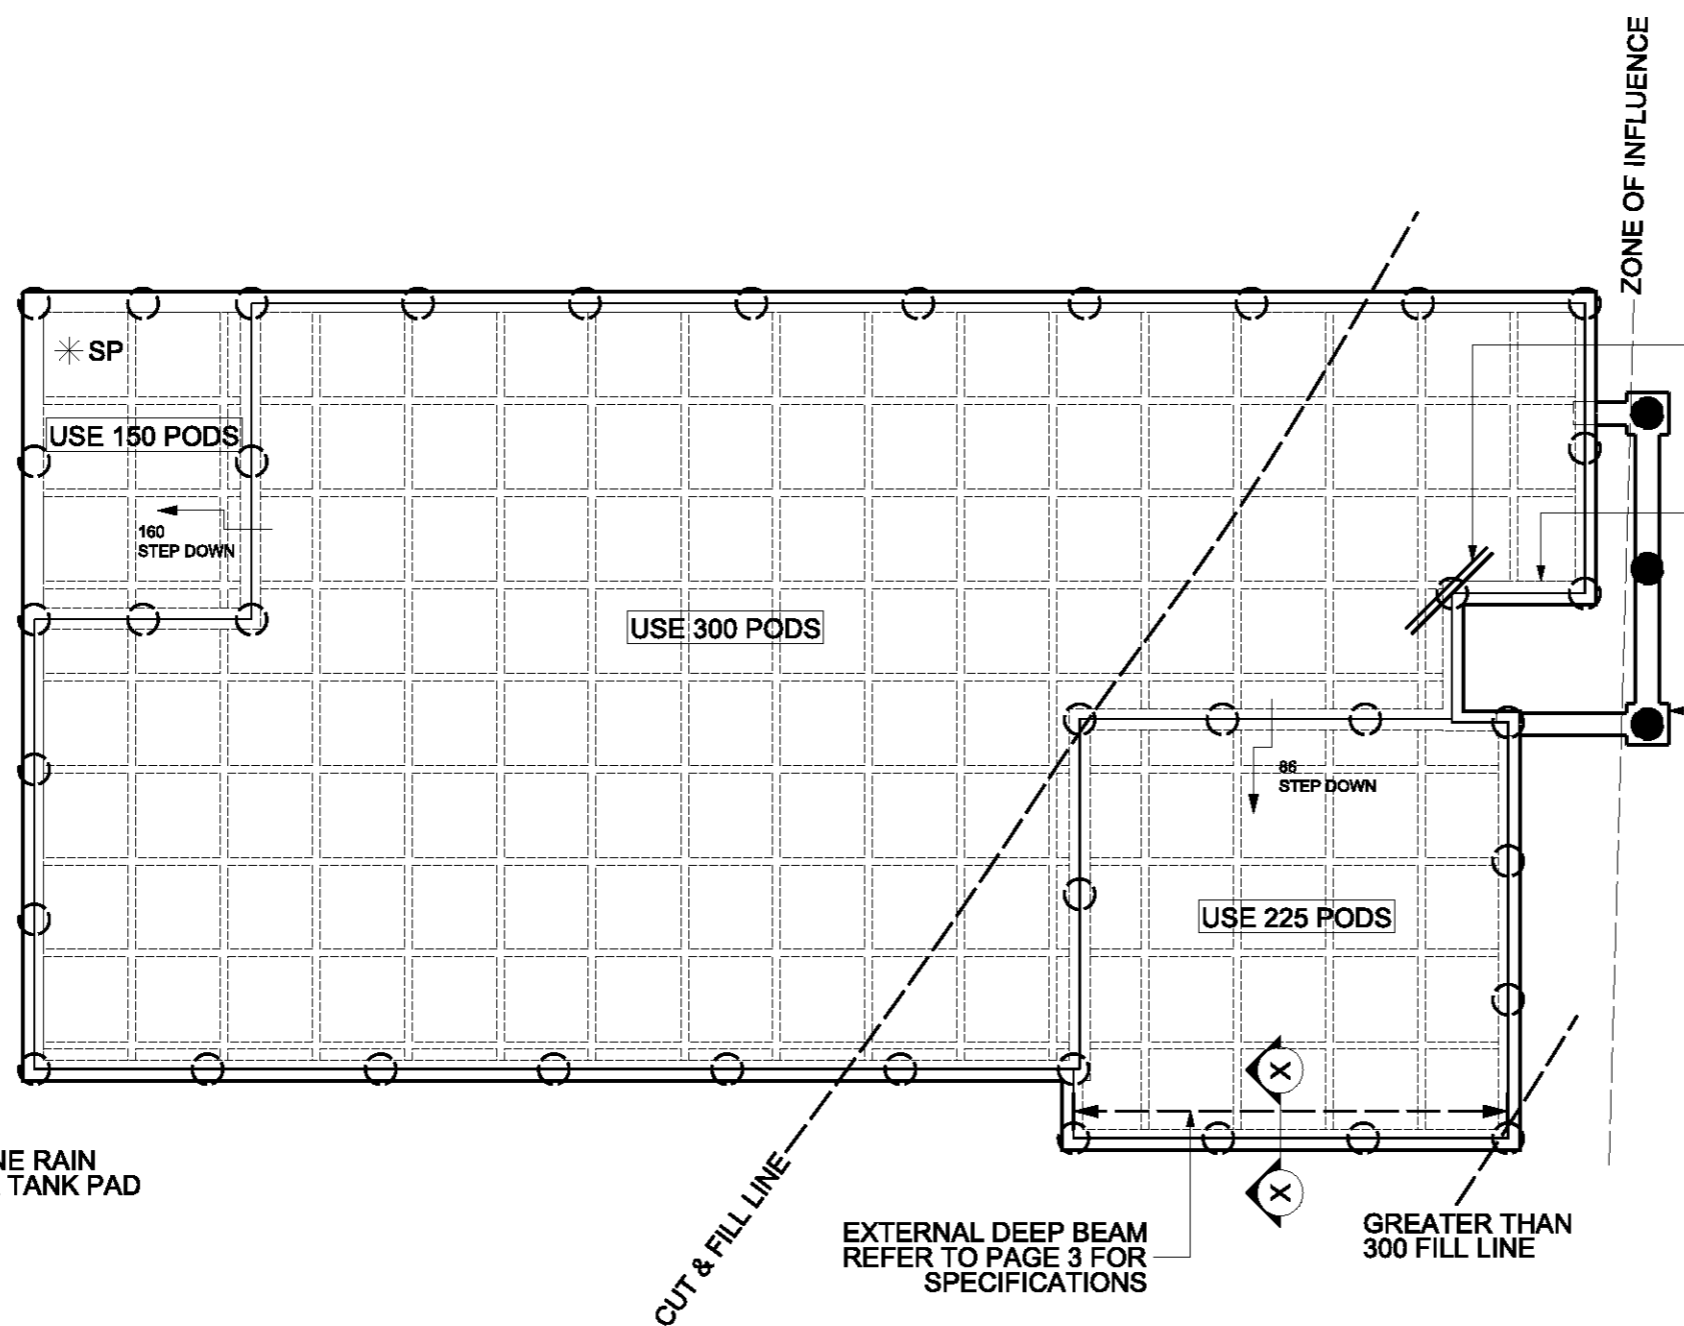 ZONE OF INFLUENCE
SP
USE 150 PODS
160
STEP DOWN
USE 300 PODS
86
STEP DOWN
USE 225 PODS
X
X
NE RAIN
TANK PAD
CUT & FILL LINE
EXTERNAL DEEP BEAM
REFER TO PAGE 3 FOR
SPECIFICATIONS
GREATER THAN
300 FILL LINE